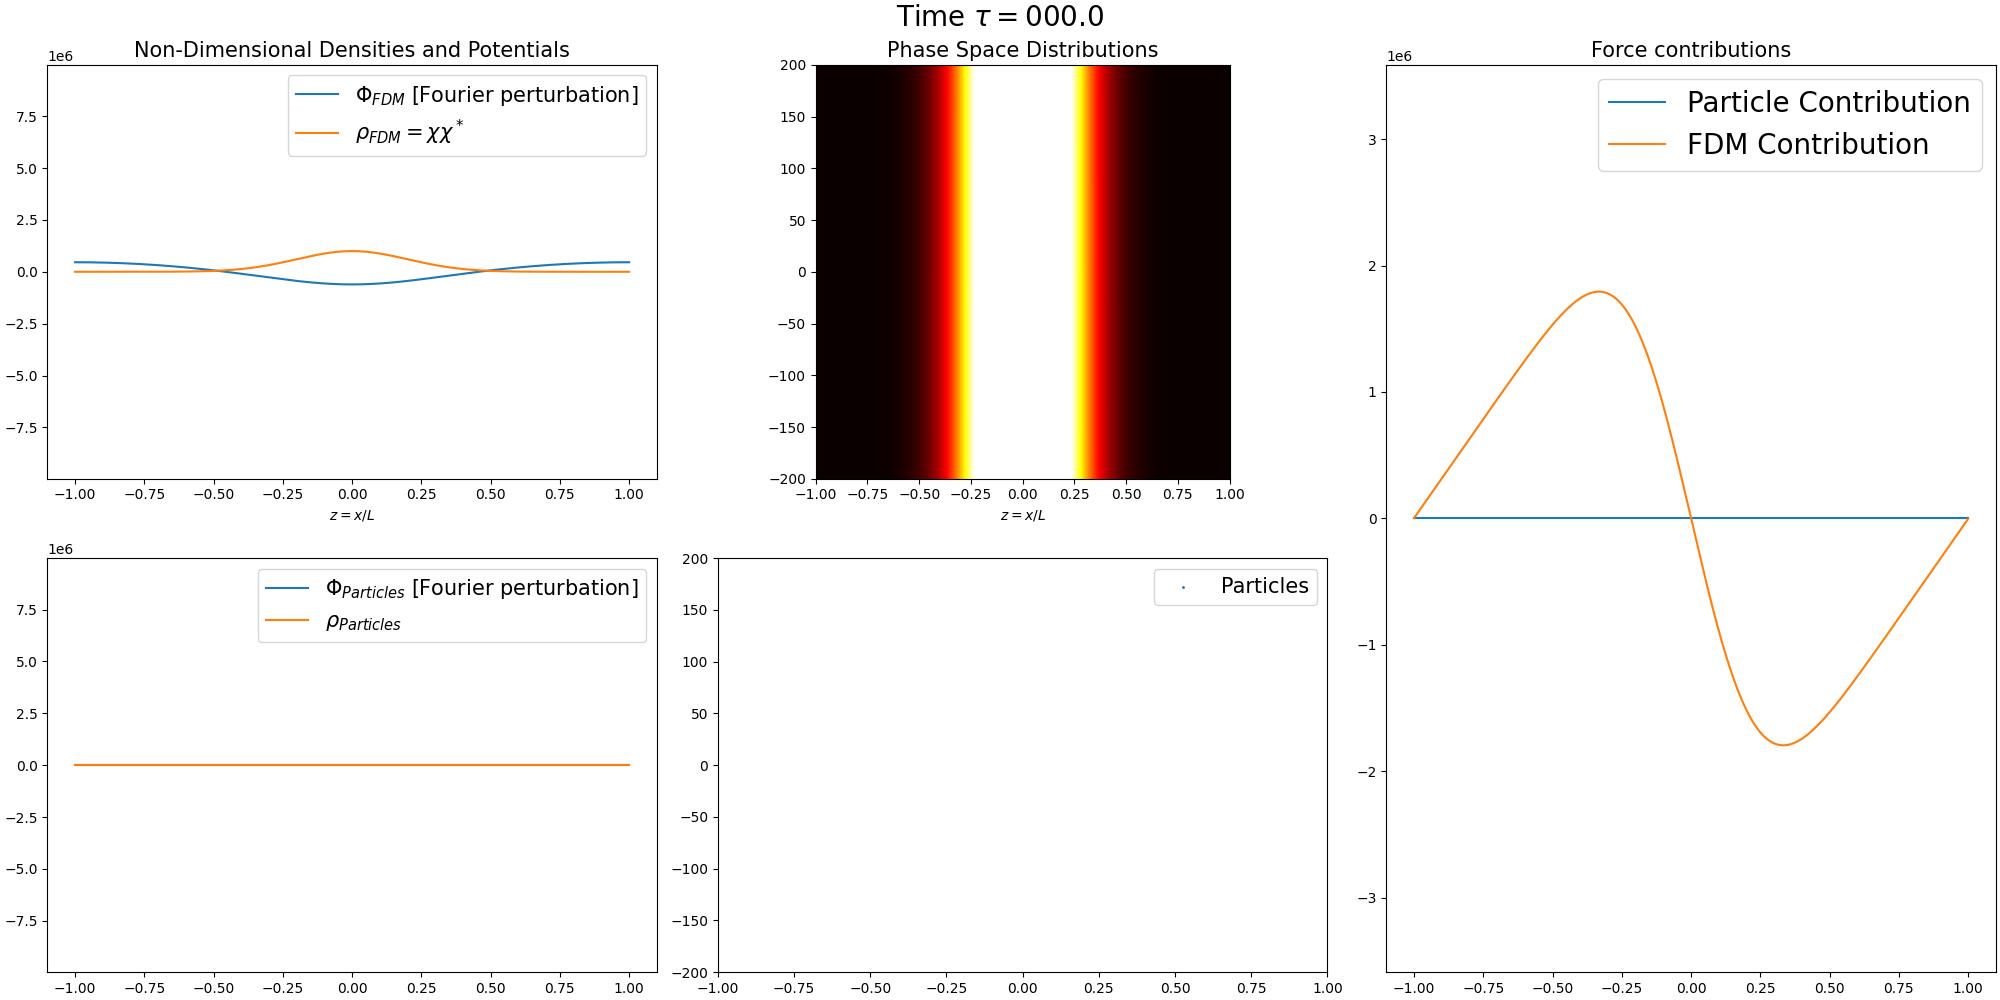 Time τ = 000.0
Non-Dimensional Densities and Potentials
1e6
Φ_FDM [Fourier perturbation]
ρ_FDM = χχ*
7.5
5.0
2.5
0.0
−2.5
−5.0
−7.5
−1.00 −0.75 −0.50 −0.25 0.00 0.25 0.50 0.75 1.00
z = x/L
Phase Space Distributions
200
150
100
50
0
−50
−100
−150
−200
−1.00 −0.75 −0.50 −0.25 0.00 0.25 0.50 0.75 1.00
z = x/L
Force contributions
1e6
Particle Contribution
FDM Contribution
3
2
1
0
−1
−2
−3
−1.00 −0.75 −0.50 −0.25 0.00 0.25 0.50 0.75 1.00
1e6
Φ_Particles [Fourier perturbation]
ρ_Particles
7.5
5.0
2.5
0.0
−2.5
−5.0
−7.5
−1.00 −0.75 −0.50 −0.25 0.00 0.25 0.50 0.75 1.00
Particles
200
150
100
50
0
−50
−100
−150
−200
−1.00 −0.75 −0.50 −0.25 0.00 0.25 0.50 0.75 1.00